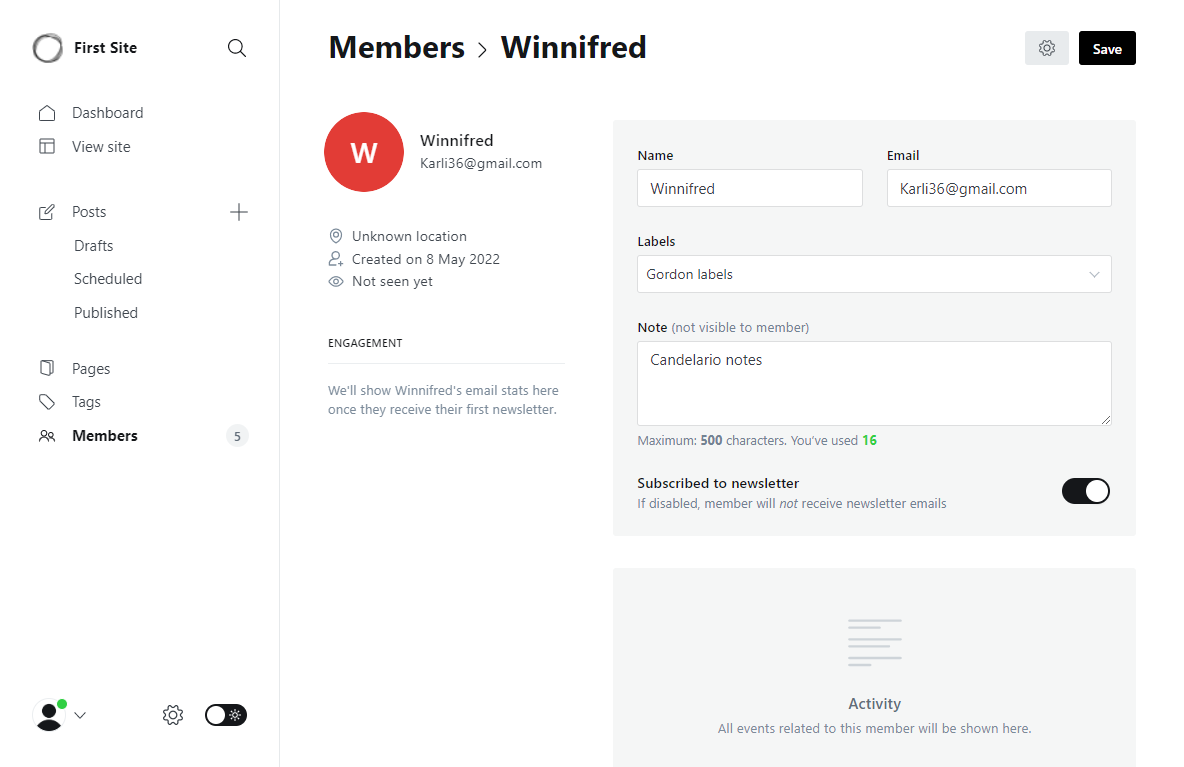 First Site
Dashboard
View site
Posts
Drafts
Scheduled
Published
Pages
Tags
Members 5
Members > Winnifred
Save
W
Winnifred
Karli36@gmail.com
Unknown location
Created on 8 May 2022
Not seen yet
ENGAGEMENT
We'll show Winnifred's email stats here
once they receive their first newsletter.
Name
Winnifred
Email
Karli36@gmail.com
Labels
Gordon labels
Note (not visible to member)
Candelario notes
Maximum: 500 characters. You've used 16
Subscribed to newsletter
If disabled, member will not receive newsletter emails
Activity
All events related to this member will be shown here.